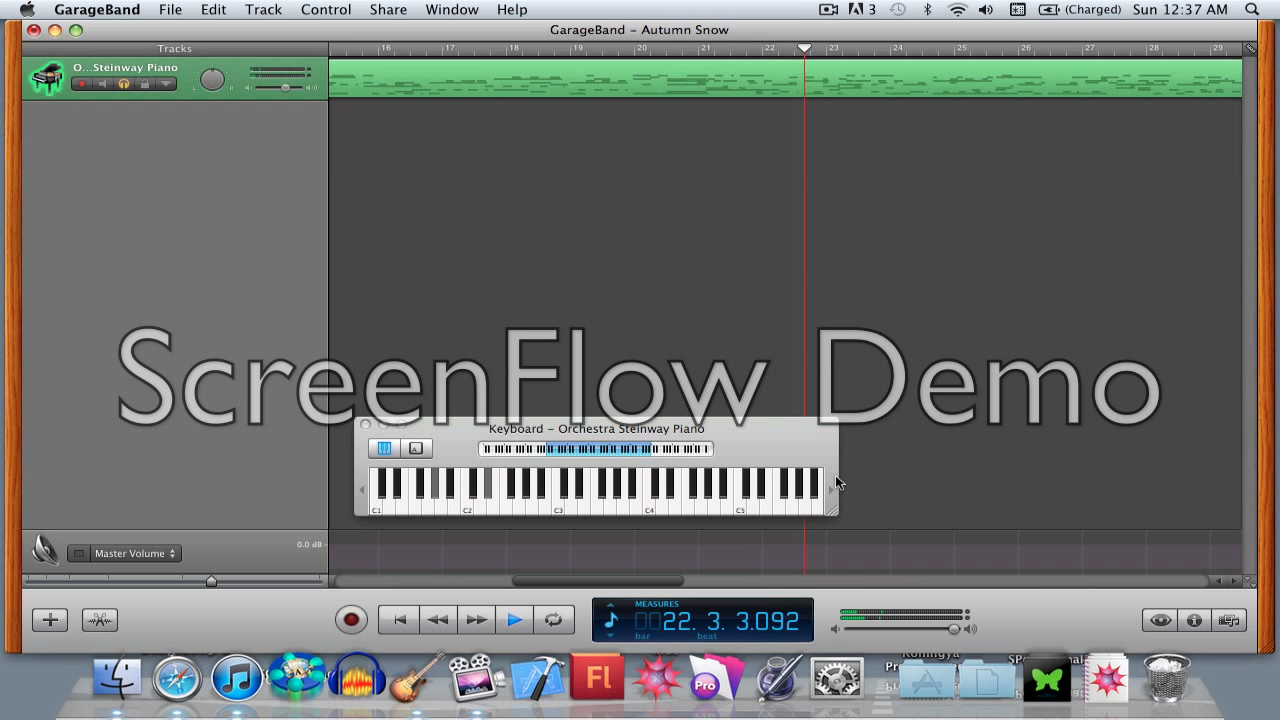 GarageBand File Edit Track Control Share Window Help
3 (Charged) Sun 12:37 AM
GarageBand – Autumn Snow
Tracks
16 17 18 19 20 21 22 23 24 25 26 27 28 29
O...Steinway Piano
L R
ScreenFlow Demo
Keyboard – Orchestra Steinway Piano
C1 C2 C3 C4 C5
Master Volume
0.0 dB
MEASURES
22. 3. 3.092
bar beat
Fl
Pro